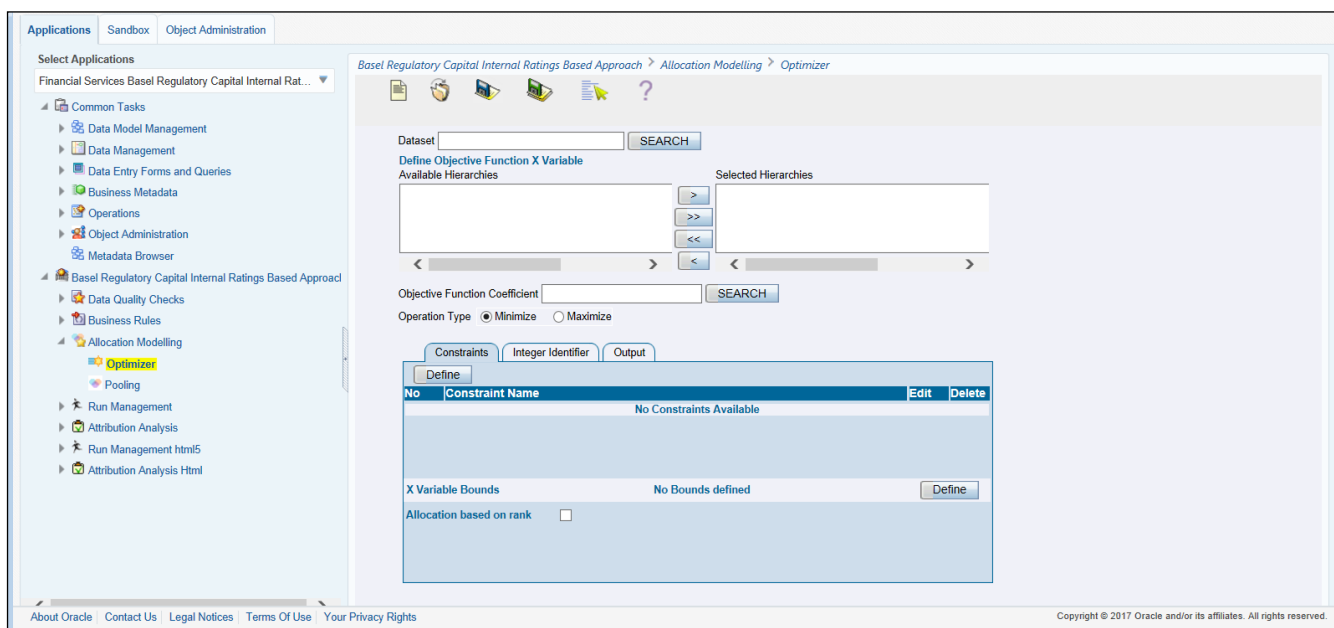 Applications Sandbox Object Administration
Select Applications
Financial Services Basel Regulatory Capital Internal Rat...
Common Tasks
Data Model Management
Data Management
Data Entry Forms and Queries
Business Metadata
Operations
Object Administration
Metadata Browser
Basel Regulatory Capital Internal Ratings Based Approacl
Data Quality Checks
Business Rules
Allocation Modelling
Optimizer
Pooling
Run Management
Attribution Analysis
Run Management html5
Attribution Analysis Html
Basel Regulatory Capital Internal Ratings Based Approach > Allocation Modelling > Optimizer
?
Dataset SEARCH
Define Objective Function X Variable
Available Hierarchies Selected Hierarchies
>
>>
<<
<
Objective Function Coefficient SEARCH
Operation Type Minimize Maximize
Constraints Integer Identifier Output
Define
No Constraint Name Edit Delete
No Constraints Available
X Variable Bounds No Bounds defined Define
Allocation based on rank
About Oracle Contact Us Legal Notices Terms Of Use Your Privacy Rights Copyright © 2017 Oracle and/or its affiliates. All rights reserved.